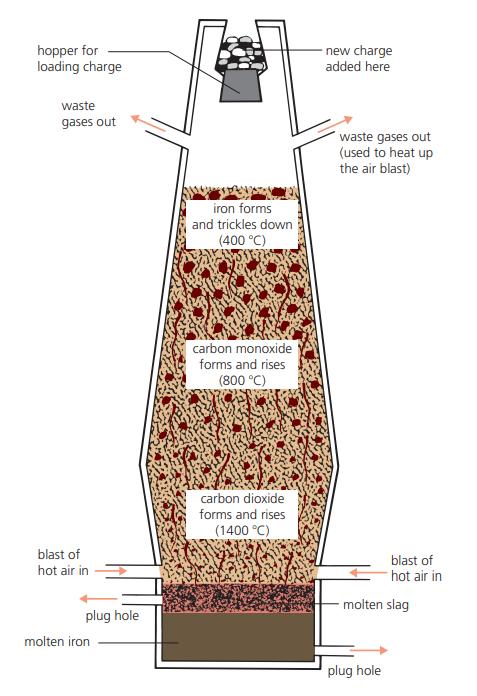 hopper for
loading charge
new charge
added here
waste
gases out
waste gases out
(used to heat up
the air blast)
iron forms
and trickles down
(400 °C)
carbon monoxide
forms and rises
(800 °C)
carbon dioxide
forms and rises
(1400 °C)
blast of
hot air in
blast of
hot air in
plug hole
molten slag
molten iron
plug hole